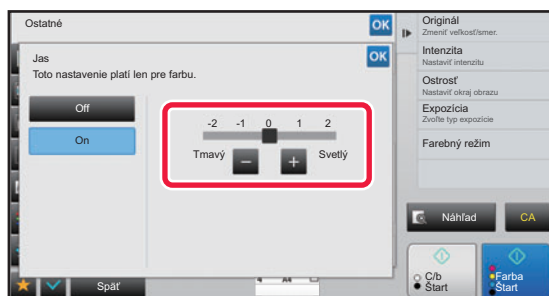 Ostatné
OK
Jas
OK
Toto nastavenie platí len pre farbu.
Off
On
-2 -1 0 1 2
Tmavý
Svetlý
Späť
A4
Originál
Zmeniť veľkosť/smer.
Intenzita
Nastaviť intenzitu
Ostrosť
Nastaviť okraj obrazu
Expozícia
Zvoľte typ expozície
Farebný režim
Náhľad
CA
C/b
Štart
Farba
Štart